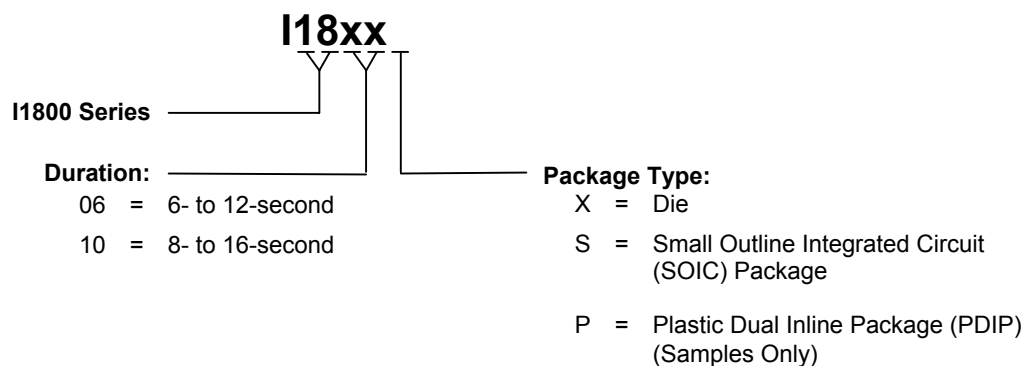 I18xx
I1800 Series
Duration:
06 = 6- to 12-second
10 = 8- to 16-second
Package Type:
X = Die
S = Small Outline Integrated Circuit
(SOIC) Package
P = Plastic Dual Inline Package (PDIP)
(Samples Only)